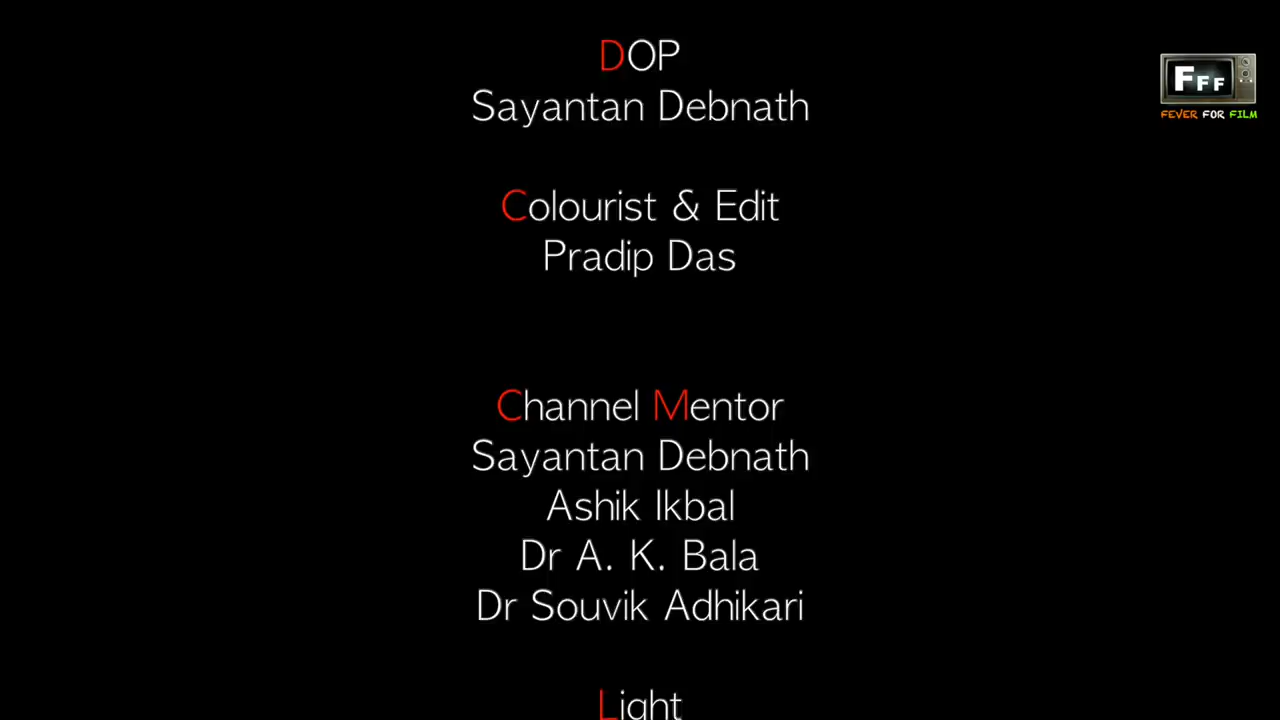 DOP
Sayantan Debnath
FFF
FEVER FOR FILM
Colourist & Edit
Pradip Das
Channel Mentor
Sayantan Debnath
Ashik Ikbal
Dr A. K. Bala
Dr Souvik Adhikari
Light